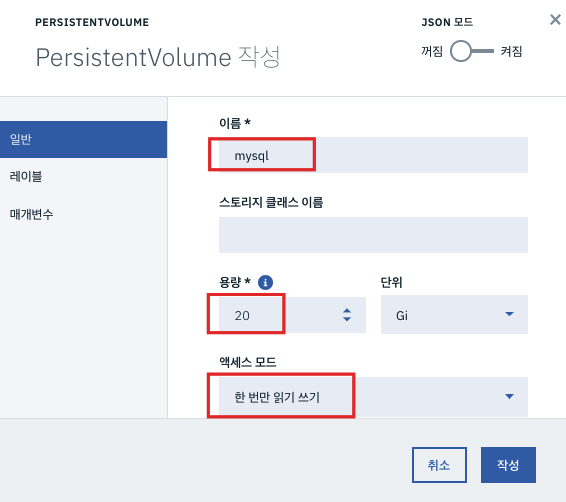 PERSISTENTVOLUME
JSON 모드
PersistentVolume 작성
꺼짐 켜짐
일반
레이블
매개변수
이름 *
mysql
스토리지 클래스 이름
용량 *
단위
20
Gi
액세스 모드
한 번만 읽기 쓰기
취소
작성